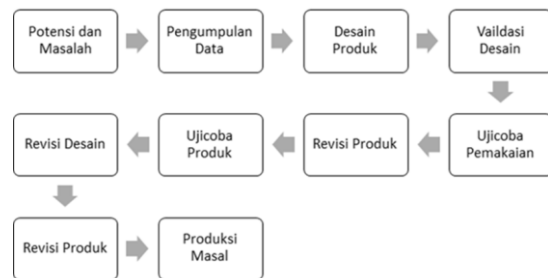 Potensi dan
Masalah
Pengumpulan
Data
Desain
Produk
Vaildasi
Desain
Ujicoba
Pemakaian
Revisi Produk
Ujicoba
Produk
Revisi Desain
Revisi Produk
Produksi
Masal